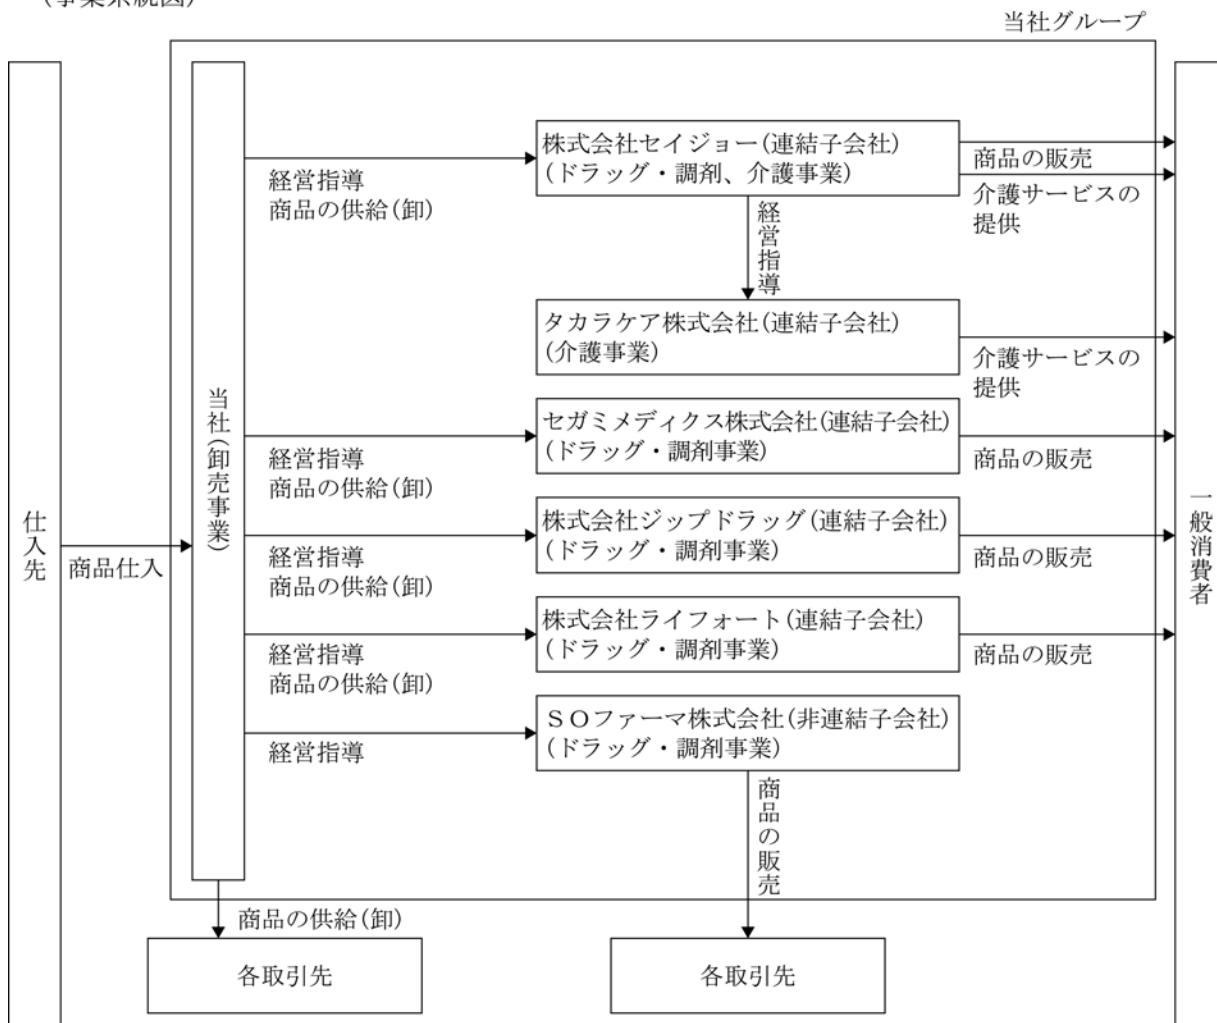 (事業系統図)
当社グループ
仕入先
商品仕入
当社(卸売事業)
経営指導
商品の供給(卸)
株式会社セイジョー(連結子会社)
(ドラッグ・調剤、介護事業)
商品の販売
介護サービスの
提供
経営指導
タカラケア株式会社(連結子会社)
(介護事業)
介護サービスの
提供
経営指導
商品の供給(卸)
セガミメディクス株式会社(連結子会社)
(ドラッグ・調剤事業)
商品の販売
経営指導
商品の供給(卸)
株式会社ジップドラッグ(連結子会社)
(ドラッグ・調剤事業)
商品の販売
経営指導
商品の供給(卸)
株式会社ライフォート(連結子会社)
(ドラッグ・調剤事業)
商品の販売
経営指導
SOファーマ株式会社(非連結子会社)
(ドラッグ・調剤事業)
商品の販売
一般消費者
商品の供給(卸)
各取引先
各取引先